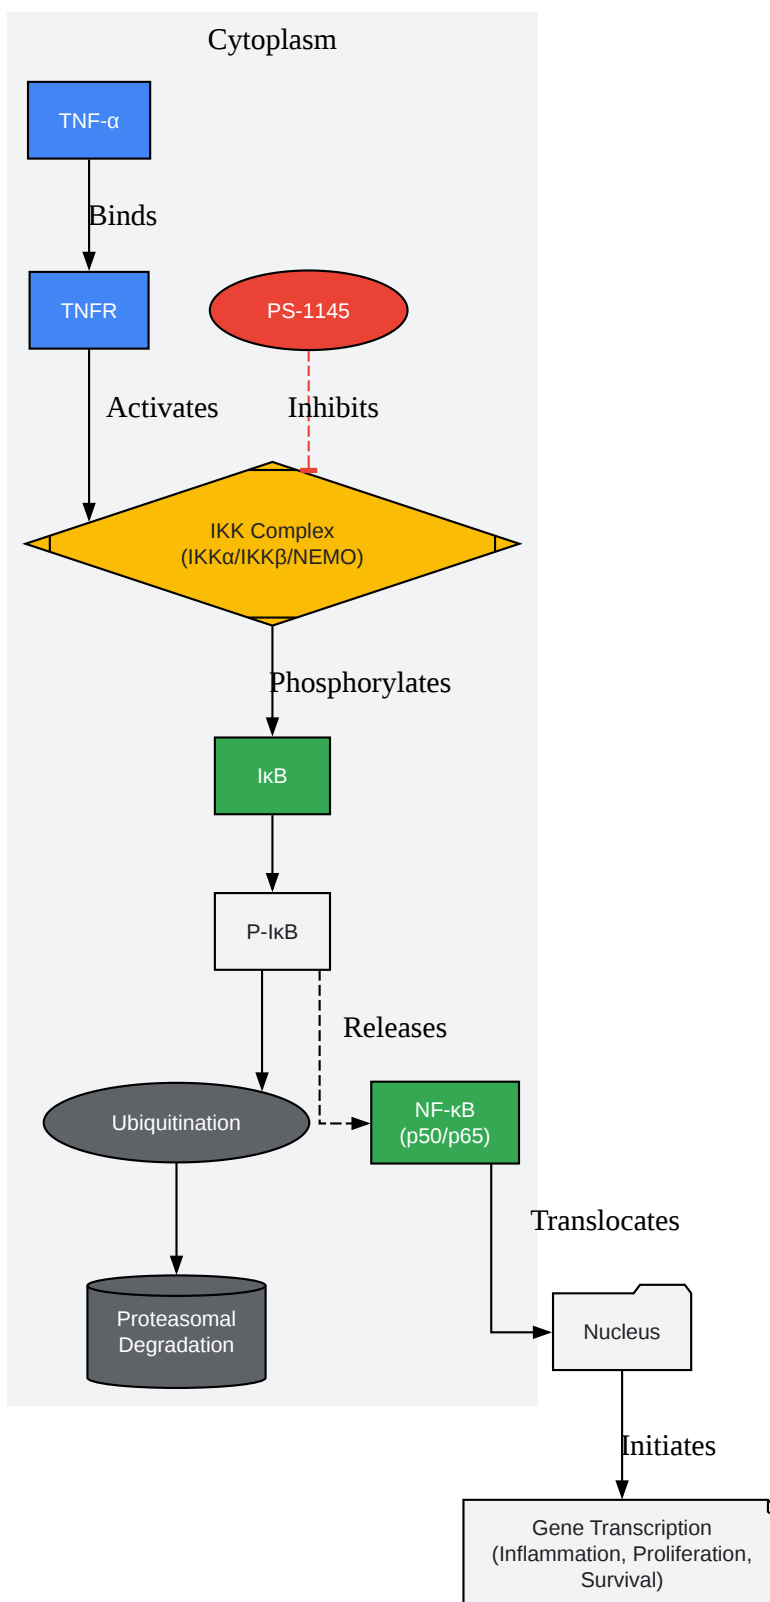 Cytoplasm
TNF-α
Binds
TNFR
PS-1145
Activates
Inhibits
IKK Complex
(IKKα/IKKβ/NEMO)
Phosphorylates
IκB
P-IκB
Releases
Ubiquitination
NF-κB
(p50/p65)
Translocates
Proteasomal
Degradation
Nucleus
Initiates
Gene Transcription
(Inflammation, Proliferation,
Survival)